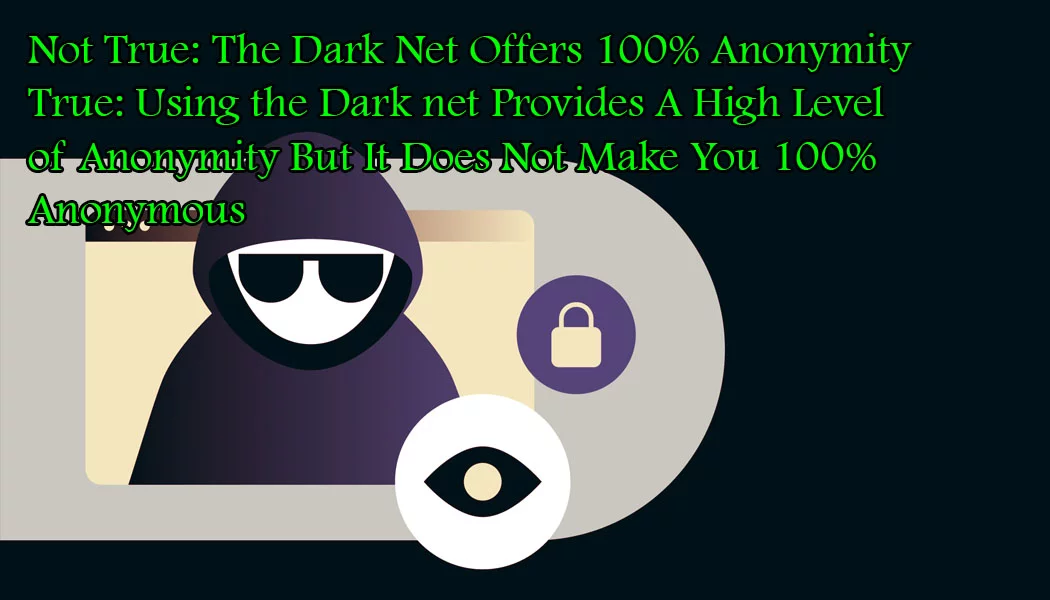 Not True: The Dark Net Offers 100% Anonymity
True: Using the Dark net Provides A High Level
of Anonymity But It Does Not Make You 100%
Anonymous